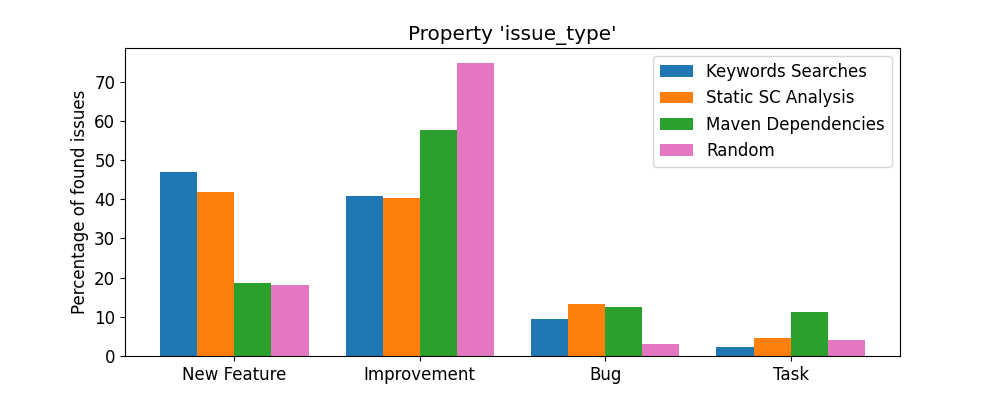 Property 'issue_type'
Percentage of found issues
70
60
50
40
30
20
10
0
New Feature
Improvement
Bug
Task
Keywords Searches
Static SC Analysis
Maven Dependencies
Random